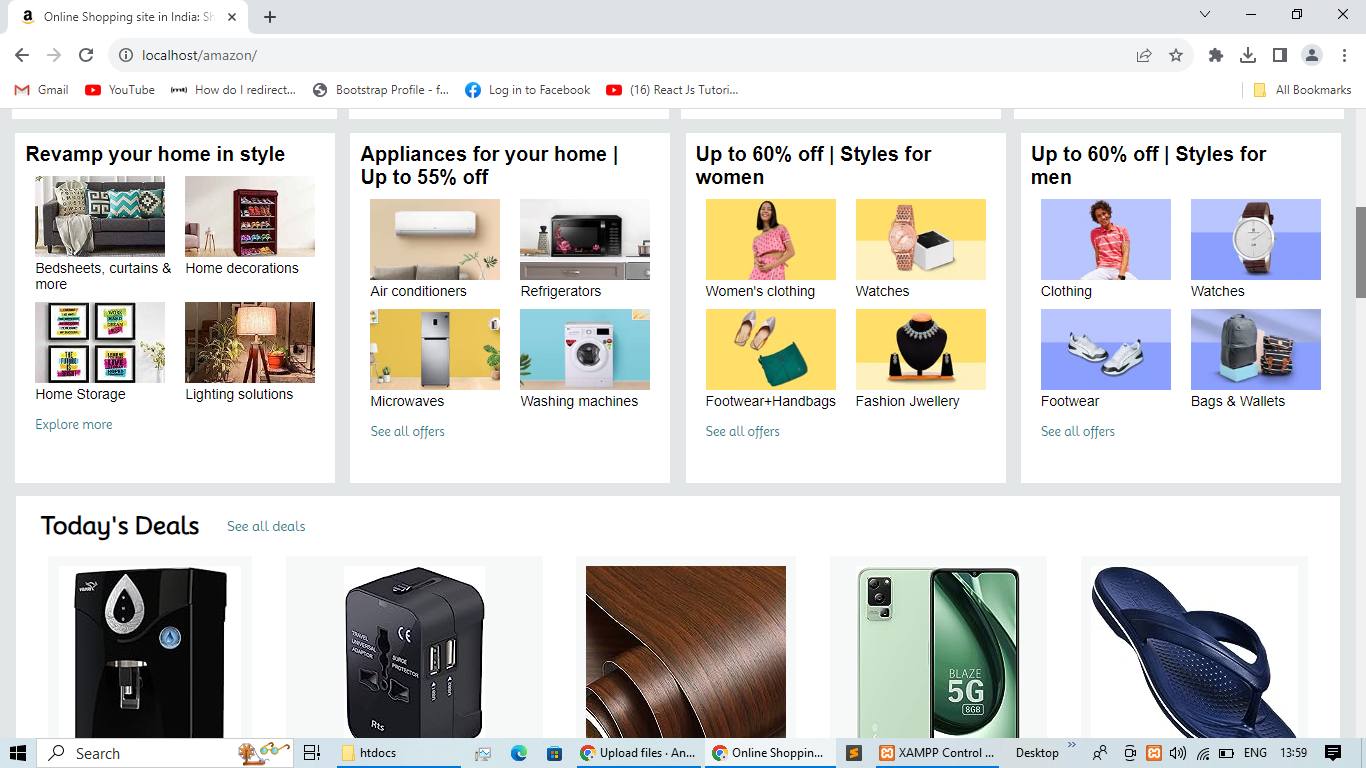 Online Shopping site in India: Sh
localhost/amazon/
Gmail
YouTube
How do I redirect...
Bootstrap Profile - f...
Log in to Facebook
(16) React Js Tutori...
All Bookmarks
Revamp your home in style
Bedsheets, curtains &
more
Home decorations
THE
FUTURE
IS
Home Storage
Lighting solutions
Explore more
Appliances for your home |
Up to 55% off
Air conditioners
Refrigerators
Microwaves
Washing machines
See all offers
Up to 60% off | Styles for
women
Women's clothing
Watches
Footwear+Handbags
Fashion Jwellery
See all offers
Up to 60% off | Styles for
men
Clothing
Watches
Footwear
Bags & Wallets
See all offers
Today's Deals
See all deals
TRAVEL
UNIVERSAL
ADAPTOR
CE
SURGE
PROTECTOR
USB1
USB2
Rts
BLAZE
5G
8GB
Search
htdocs
Upload files · An...
Online Shoppin...
XAMPP Control ...
Desktop
ENG
13:59